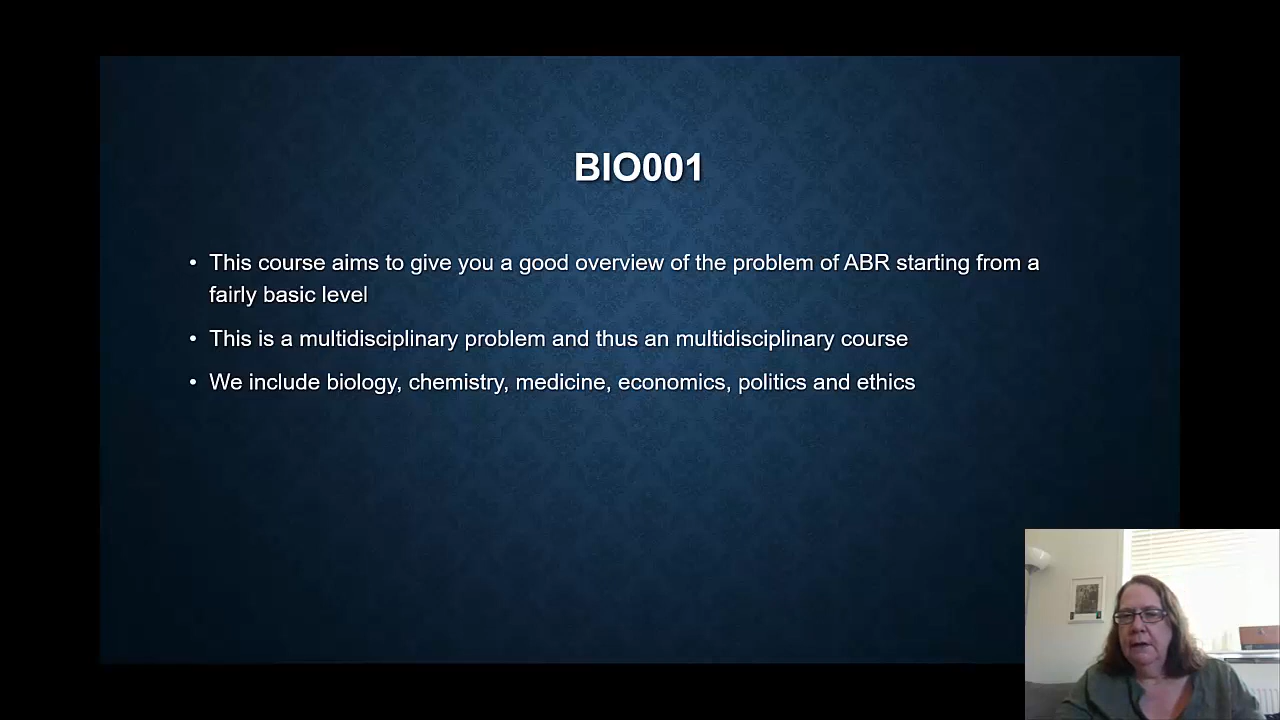 BIO001
• This course aims to give you a good overview of the problem of ABR starting from a
fairly basic level
• This is a multidisciplinary problem and thus an multidisciplinary course
• We include biology, chemistry, medicine, economics, politics and ethics